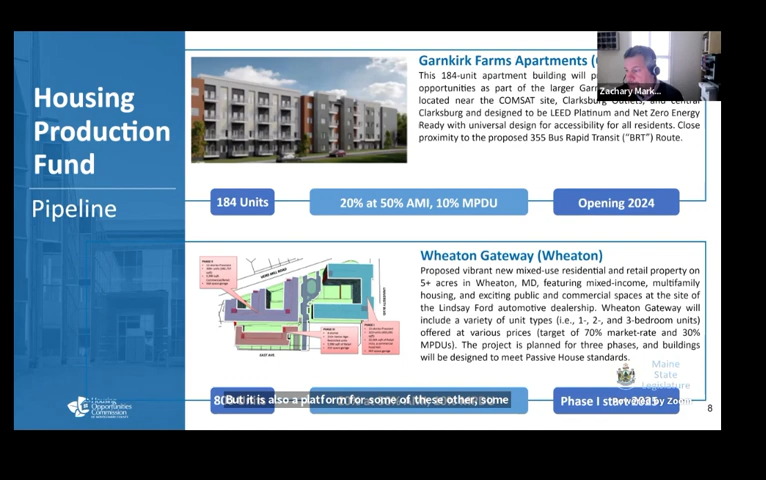 Housing
Production
Fund
Pipeline
Garnkirk Farms Apartments (
This 184-unit apartment building will
opportunities as part of the larger
located near the COMSAT site, Clarksburg Outlets, and central
Clarksburg and designed to be LEED Platinum and Net Zero Energy
Ready with universal design for accessibility for all residents. Close
proximity to the proposed 355 Bus Rapid Transit ("BRT") Route.
Zachary Mark...
184 Units
20% at 50% AMI, 10% MPDU
Opening 2024
Wheaton Gateway (Wheaton)
Proposed vibrant new mixed-use residential and retail property on
5+ acres in Wheaton, MD, featuring mixed-income, multifamily
housing, and exciting public and commercial spaces at the site of
the Lindsay Ford automotive dealership. Wheaton Gateway will
include a variety of unit types (i.e., 1-, 2-, and 3-bedroom units)
offered at various prices (target of 70% market-rate and 30%
MPDUs). The project is planned for three phases, and buildings
will be designed to meet Passive House standards.
EAST AVE
Maine
State
Legislature
Powered by Zoom
But it is also a platform for some of these other, some
Phase I start 2025
Housing
Opportunities
Commission
8